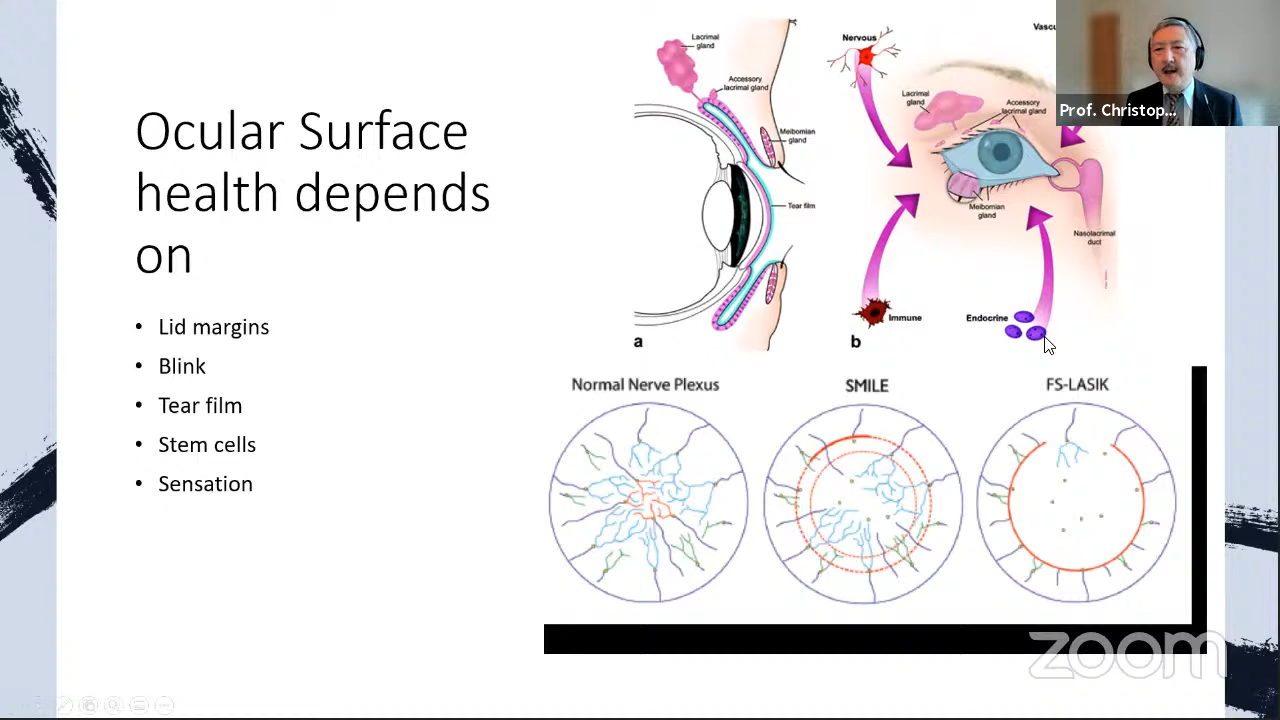 Ocular Surface
health depends
on
• Lid margins
• Blink
• Tear film
• Stem cells
• Sensation
Lacrimal
gland
Accessory
lacrimal gland
Meibomian
gland
Tear film
a
Nervous
Vascu
Lacrimal
gland
Accessory
lacrimal gland
Meibomian
gland
Nasolacrimal
duct
Immune
Endocrine
b
Prof. Christop...
Normal Nerve Plexus
SMILE
FS-LASIK
zoom